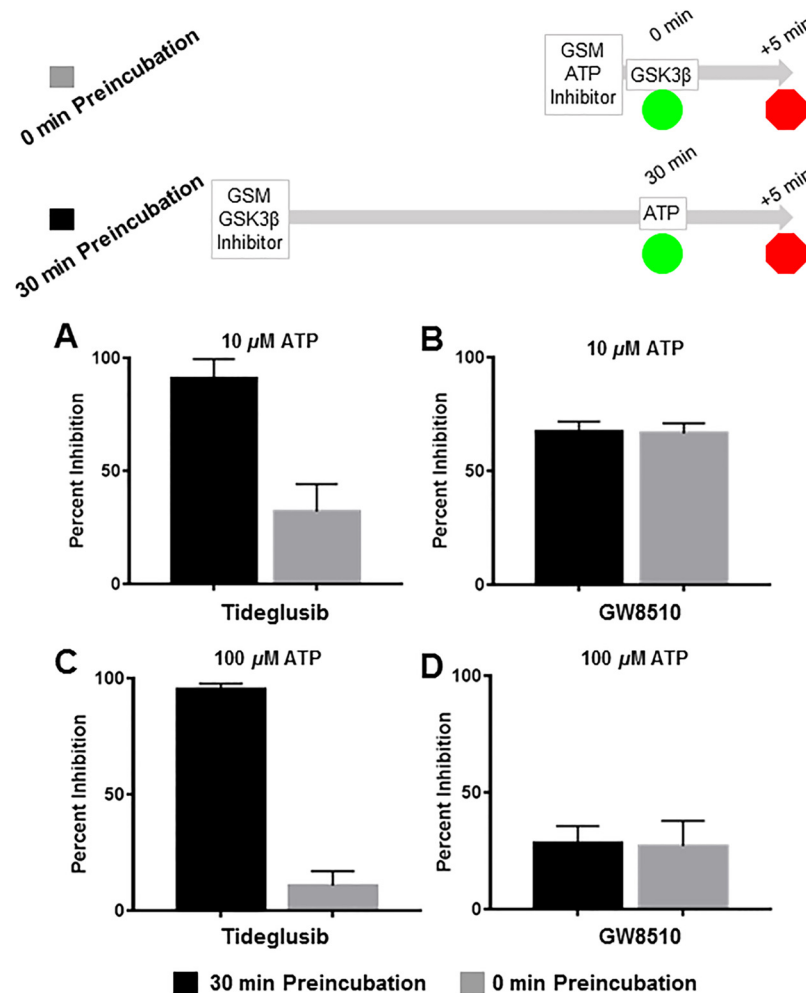 0 min Preincubation
GSM
ATP
Inhibitor
0 min
GSK3β
+5 min
30 min Preincubation
GSM
GSK3β
Inhibitor
30 min
ATP
+5 min
A
10 µM ATP
Percent Inhibition
100
50
0
Tideglusib
B
10 µM ATP
Percent Inhibition
100
50
0
GW8510
C
100 µM ATP
Percent Inhibition
100
50
0
Tideglusib
D
100 µM ATP
Percent Inhibition
100
50
0
GW8510
30 min Preincubation
0 min Preincubation